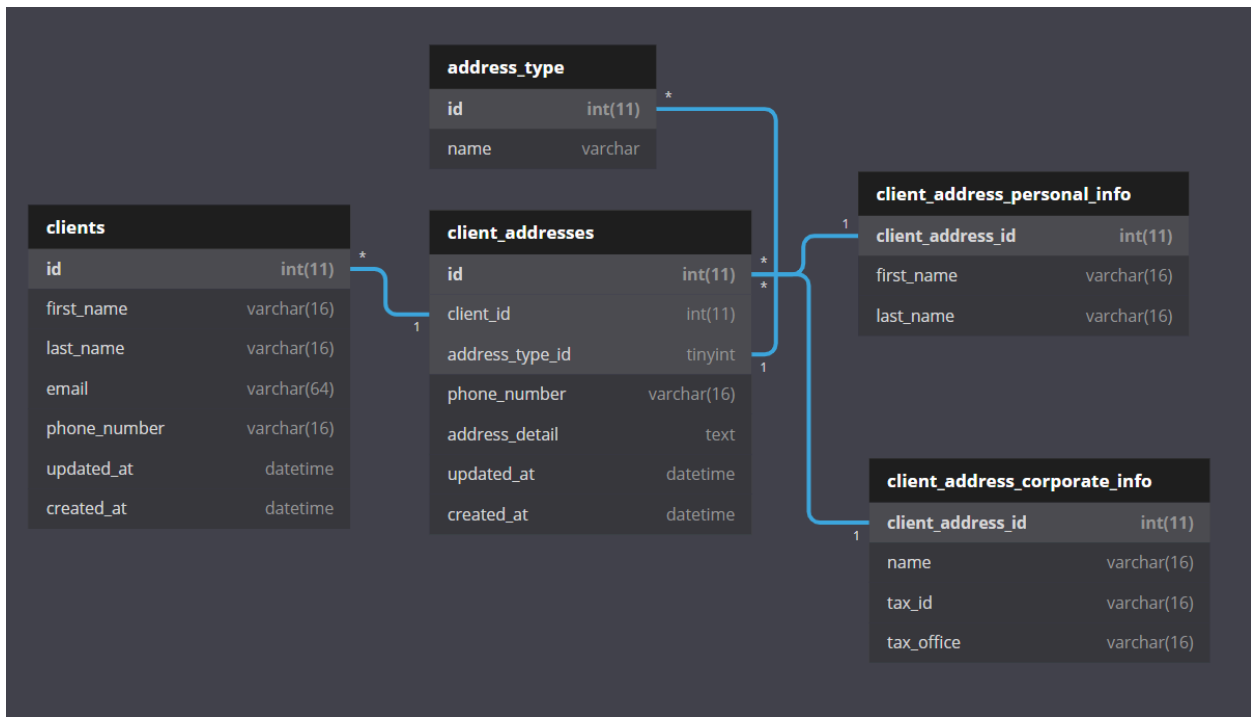 address_type
id int(11)
name varchar
*
clients
id int(11)
first_name varchar(16)
last_name varchar(16)
email varchar(64)
phone_number varchar(16)
updated_at datetime
created_at datetime
*
1
client_addresses
id int(11)
client_id int(11)
address_type_id tinyint
phone_number varchar(16)
address_detail text
updated_at datetime
created_at datetime
*
*
1
client_address_personal_info
1
client_address_id int(11)
first_name varchar(16)
last_name varchar(16)
client_address_corporate_info
1
client_address_id int(11)
name varchar(16)
tax_id varchar(16)
tax_office varchar(16)